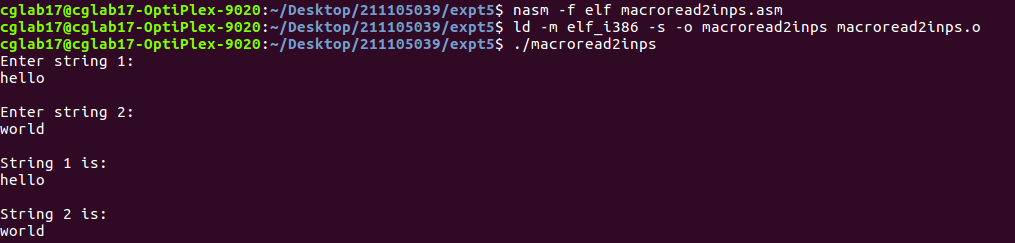 cglab17@cglab17-OptiPlex-9020:~/Desktop/211105039/expt5$ nasm -f elf macroread2inps.asm
cglab17@cglab17-OptiPlex-9020:~/Desktop/211105039/expt5$ ld -m elf_i386 -s -o macroread2inps macroread2inps.o
cglab17@cglab17-OptiPlex-9020:~/Desktop/211105039/expt5$ ./macroread2inps
Enter string 1:
hello
Enter string 2:
world
String 1 is:
hello
String 2 is:
world